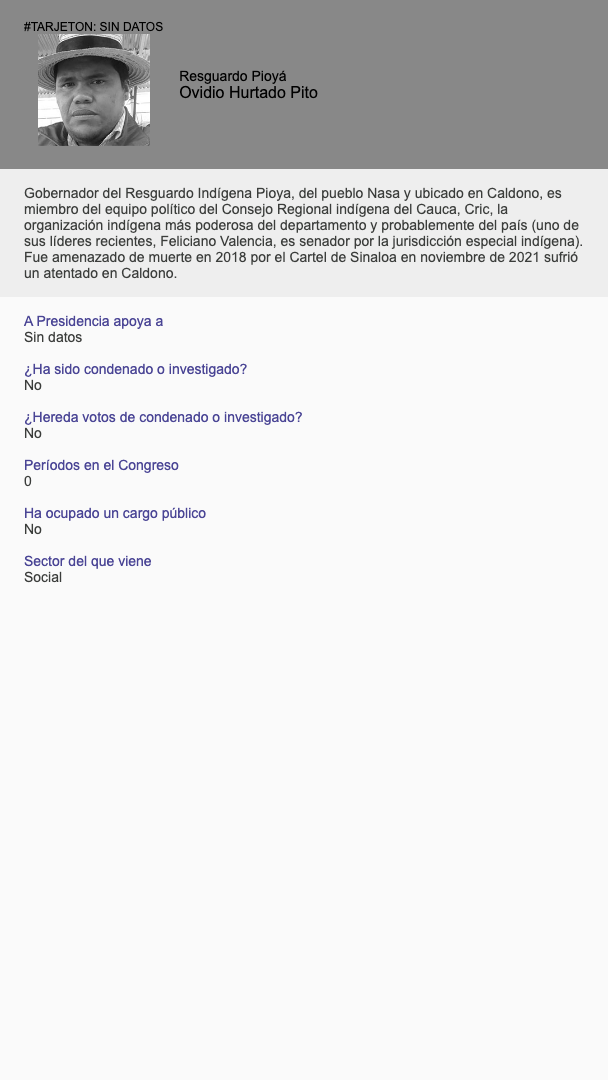 #TARJETON: SIN DATOS
Resguardo Pioyá
Ovidio Hurtado Pito
Gobernador del Resguardo Indígena Pioya, del pueblo Nasa y ubicado en Caldono, es
miembro del equipo político del Consejo Regional indígena del Cauca, Cric, la
organización indígena más poderosa del departamento y probablemente del país (uno de
sus líderes recientes, Feliciano Valencia, es senador por la jurisdicción especial indígena).
Fue amenazado de muerte en 2018 por el Cartel de Sinaloa en noviembre de 2021 sufrió
un atentado en Caldono.
A Presidencia apoya a
Sin datos
¿Ha sido condenado o investigado?
No
¿Hereda votos de condenado o investigado?
No
Períodos en el Congreso
0
Ha ocupado un cargo público
No
Sector del que viene
Social